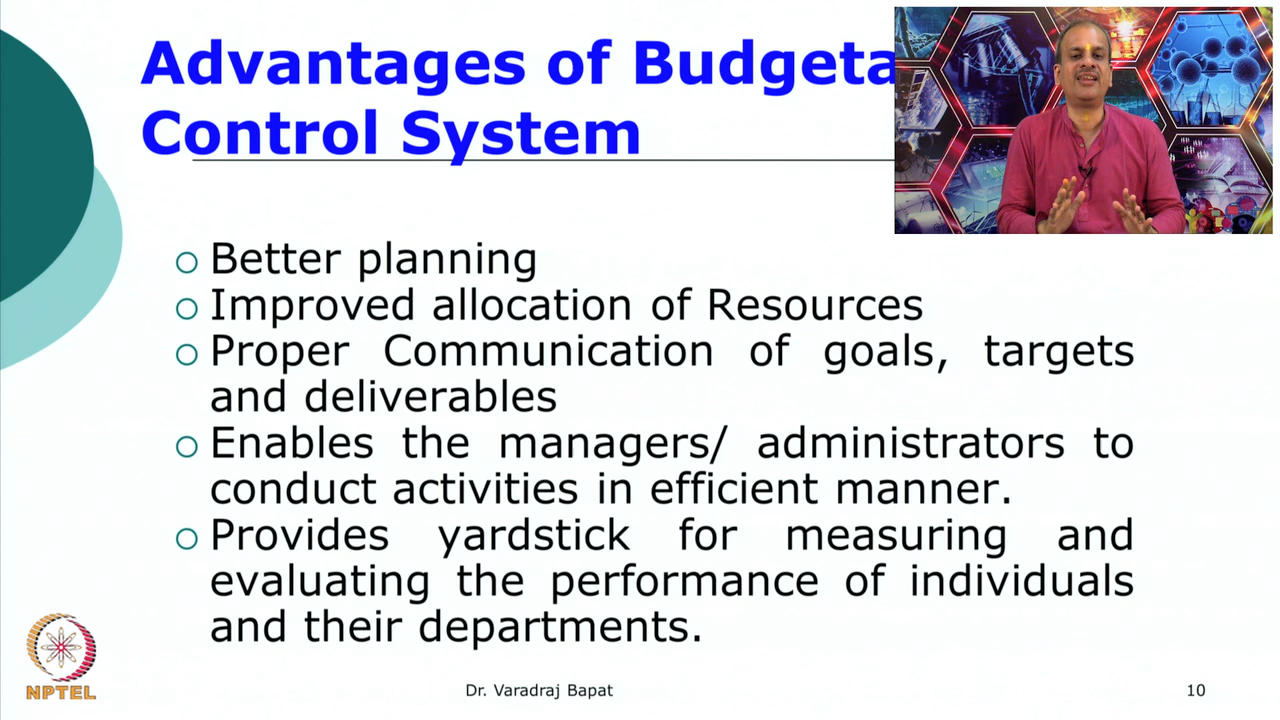 Advantages of Budgeta
Control System
Better planning
Improved allocation of Resources
Proper Communication of goals, targets
and deliverables
Enables the managers/ administrators to
conduct activities in efficient manner.
Provides yardstick for measuring and
evaluating the performance of individuals
and their departments.
NPTEL
Dr. Varadraj Bapat
10